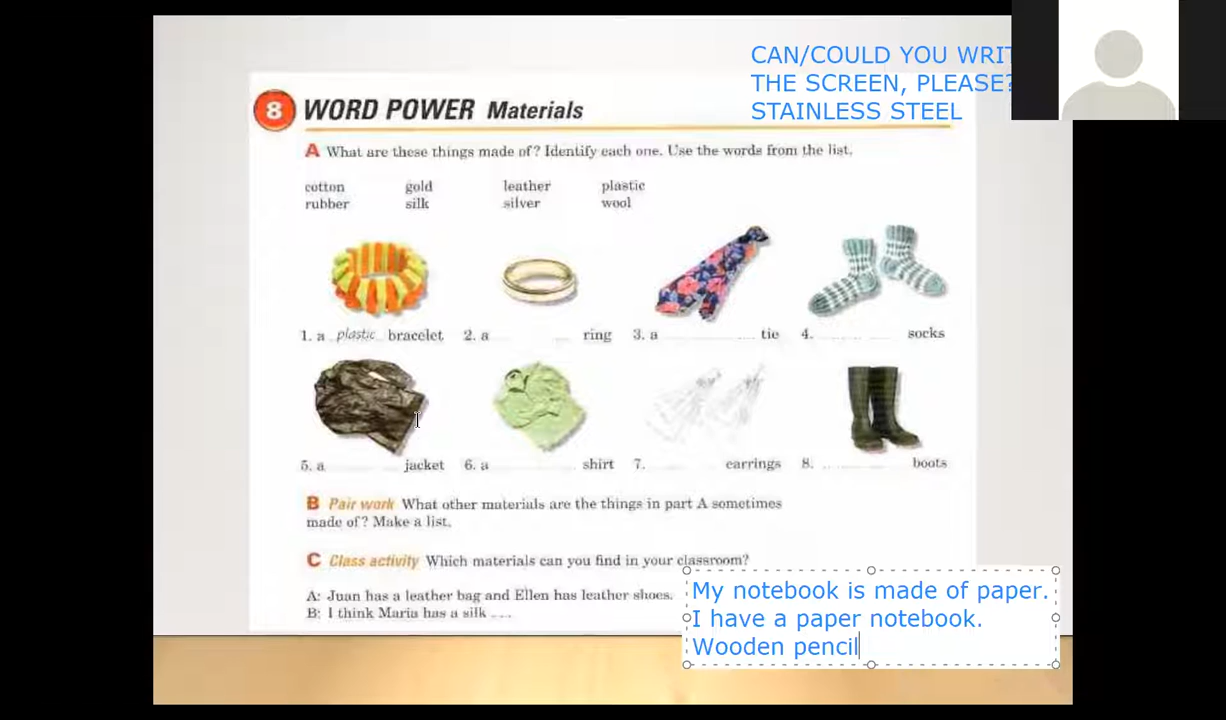 CAN/COULD YOU WRIT
THE SCREEN, PLEASE?
STAINLESS STEEL
8 WORD POWER Materials
A What are these things made of? Identify each one. Use the words from the list.
cotton gold leather plastic
rubber silk silver wool
1. a plastic bracelet 2. a ring 3. a tie 4. socks
5. a jacket 6. a shirt 7. earrings 8. boots
B Pair work What other materials are the things in part A sometimes
made of? Make a list.
C Class activity Which materials can you find in your classroom?
A: Juan has a leather bag and Ellen has leather shoes.
B: I think Maria has a silk ....
My notebook is made of paper.
I have a paper notebook.
Wooden pencil